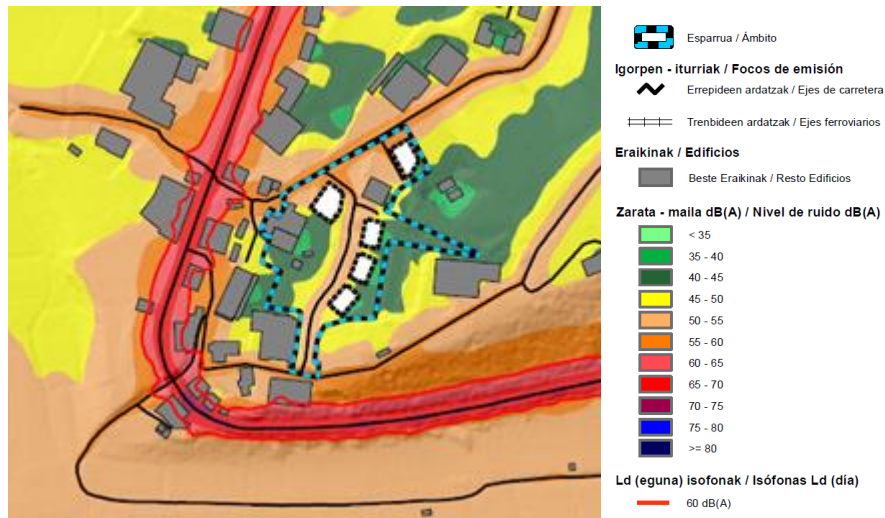 Esparrua / Ámbito
Igorpen - iturriak / Focos de emisión
Errepideen ardatzak / Ejes de carretera
Trenbideen ardatzak / Ejes ferroviarios
Eraikinak / Edificios
Beste Eraikinak / Resto Edificios
Zarata - maila dB(A) / Nivel de ruido dB(A)
< 35
35 - 40
40 - 45
45 - 50
50 - 55
55 - 60
60 - 65
65 - 70
70 - 75
75 - 80
>= 80
Ld (eguna) isofonak / Isófonas Ld (día)
60 dB(A)